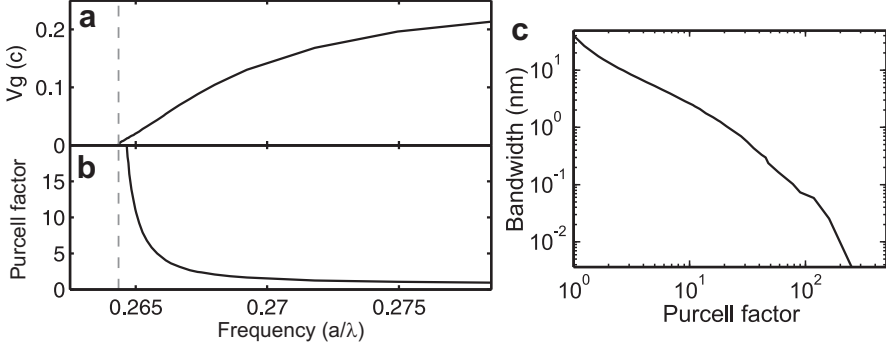 a
Vg (c)
0.2
0.1
0
b
Purcell factor
15
10
5
0
0.265
0.27
0.275
Frequency (a/λ)
c
Bandwidth (nm)
10^1
10^0
10^-1
10^-2
10^0
10^1
10^2
Purcell factor